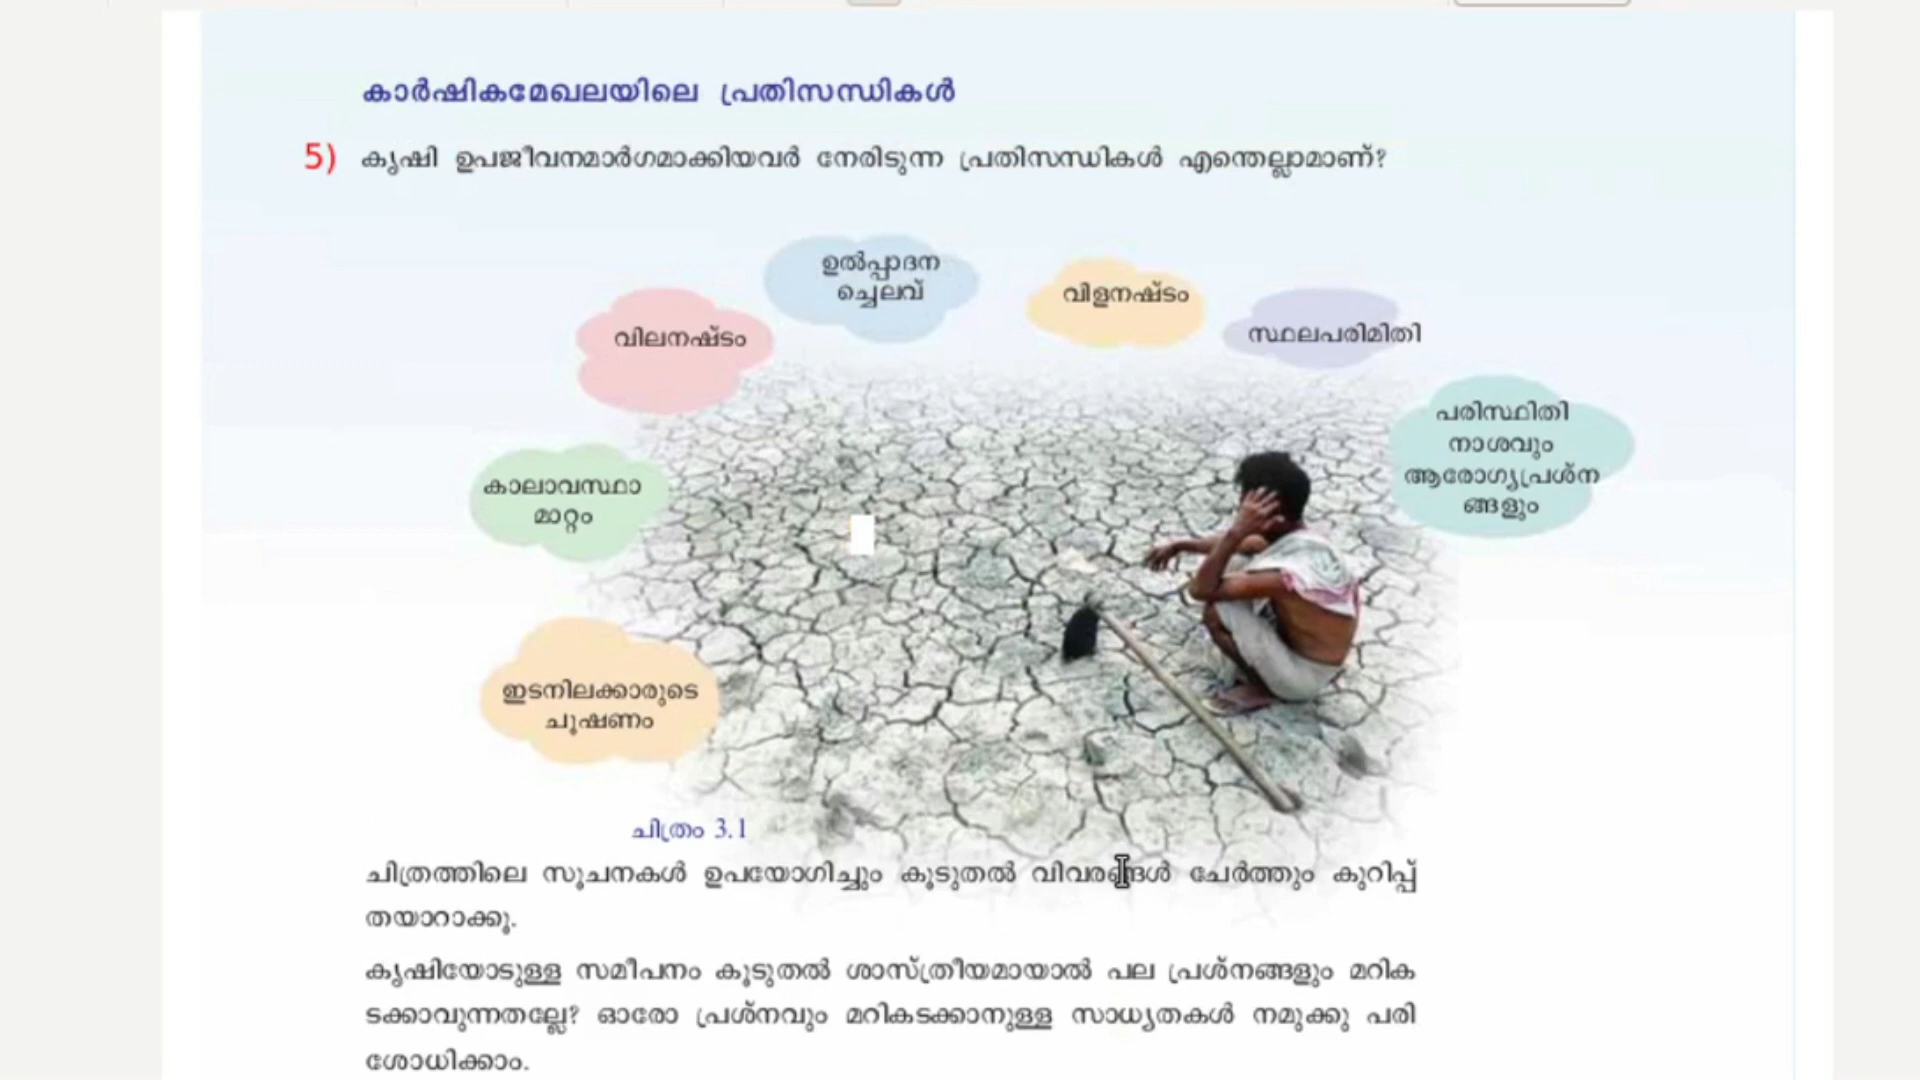 കാർഷികമേഖലയിലെ പ്രതിസന്ധികൾ
5) കൃഷി ഉപജീവനമാർഗമാക്കിയവർ നേരിടുന്ന പ്രതിസന്ധികൾ എന്തെല്ലാമാണ്?
ഉൽപ്പാദന
ച്ചെലവ്
വിളനഷ്ടം
വിലനഷ്ടം
സ്ഥലപരിമിതി
പരിസ്ഥിതി
നാശവും
ആരോഗ്യപ്രശ്ന
ങ്ങളും
കാലാവസ്ഥാ
മാറ്റം
ഇടനിലക്കാരുടെ
ചൂഷണം
ചിത്രം 3.1
ചിത്രത്തിലെ സൂചനകൾ ഉപയോഗിച്ചും കൂടുതൽ വിവരങ്ങൾ ചേർത്തും കുറിപ്പ്
തയാറാക്കൂ.
കൃഷിയോടുള്ള സമീപനം കൂടുതൽ ശാസ്ത്രീയമായാൽ പല പ്രശ്നങ്ങളും മറിക
ടക്കാവുന്നതല്ലേ? ഓരോ പ്രശ്നവും മറികടക്കാനുള്ള സാധ്യതകൾ നമുക്കു പരി
ശോധിക്കാം.